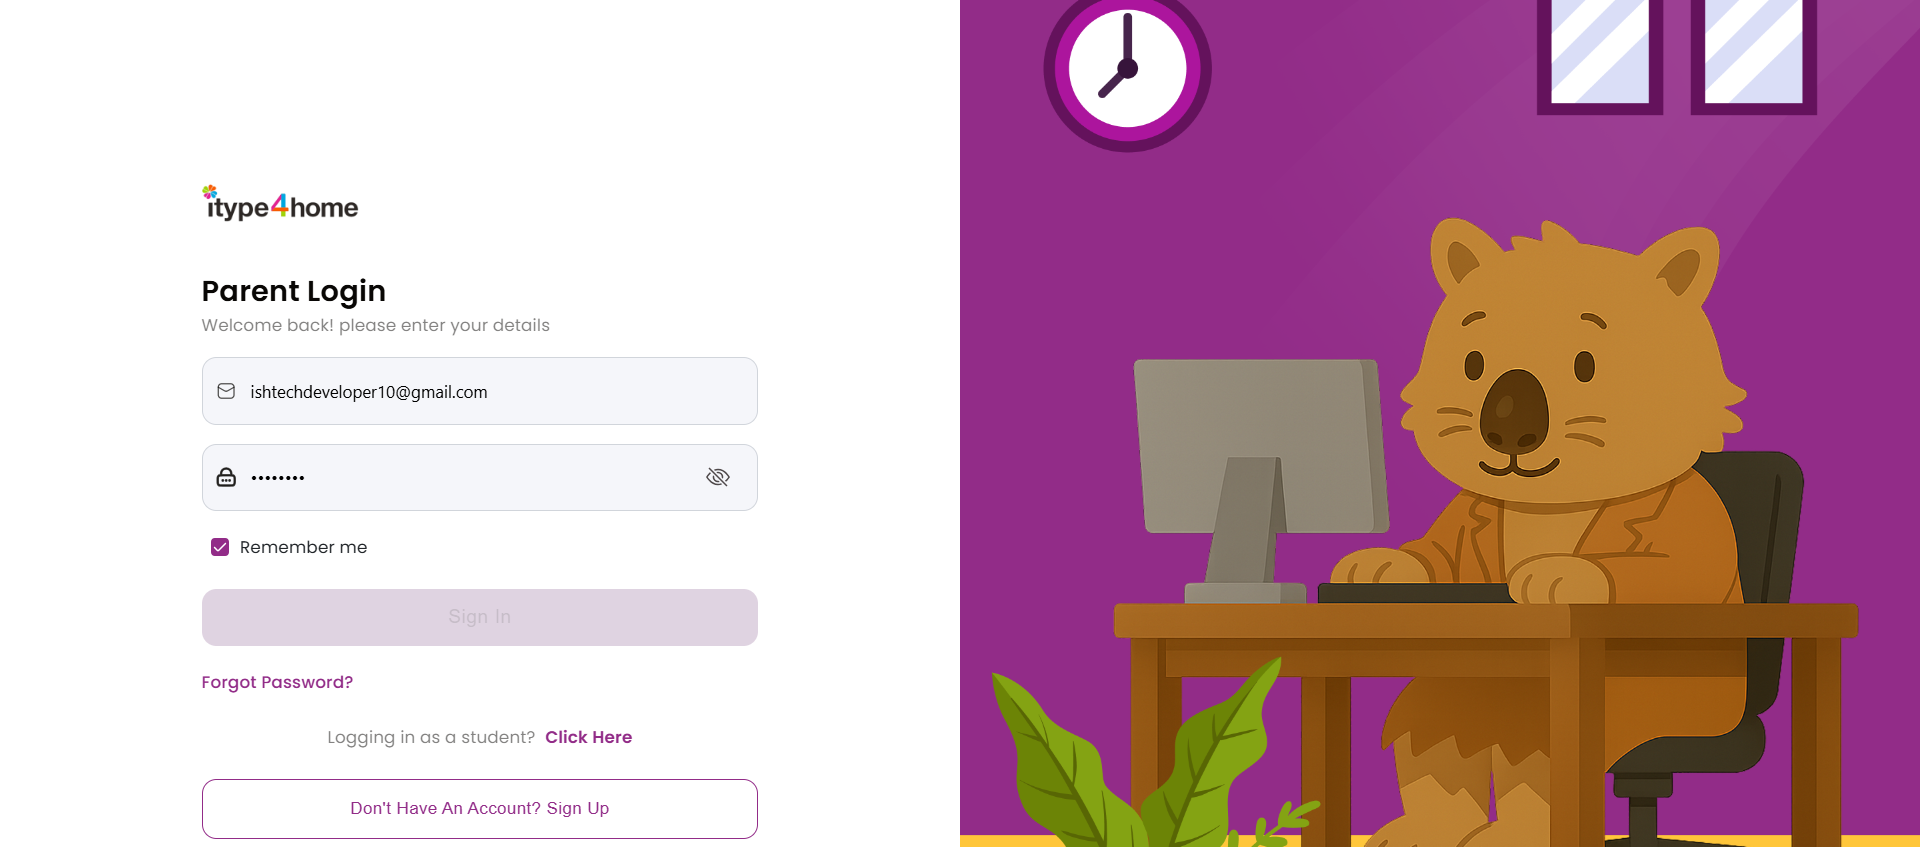 itype4home
Parent Login
Welcome back! please enter your details
ishtechdeveloper10@gmail.com
••••••••
Remember me
Sign In
Forgot Password?
Logging in as a student? Click Here
Don't Have An Account? Sign Up